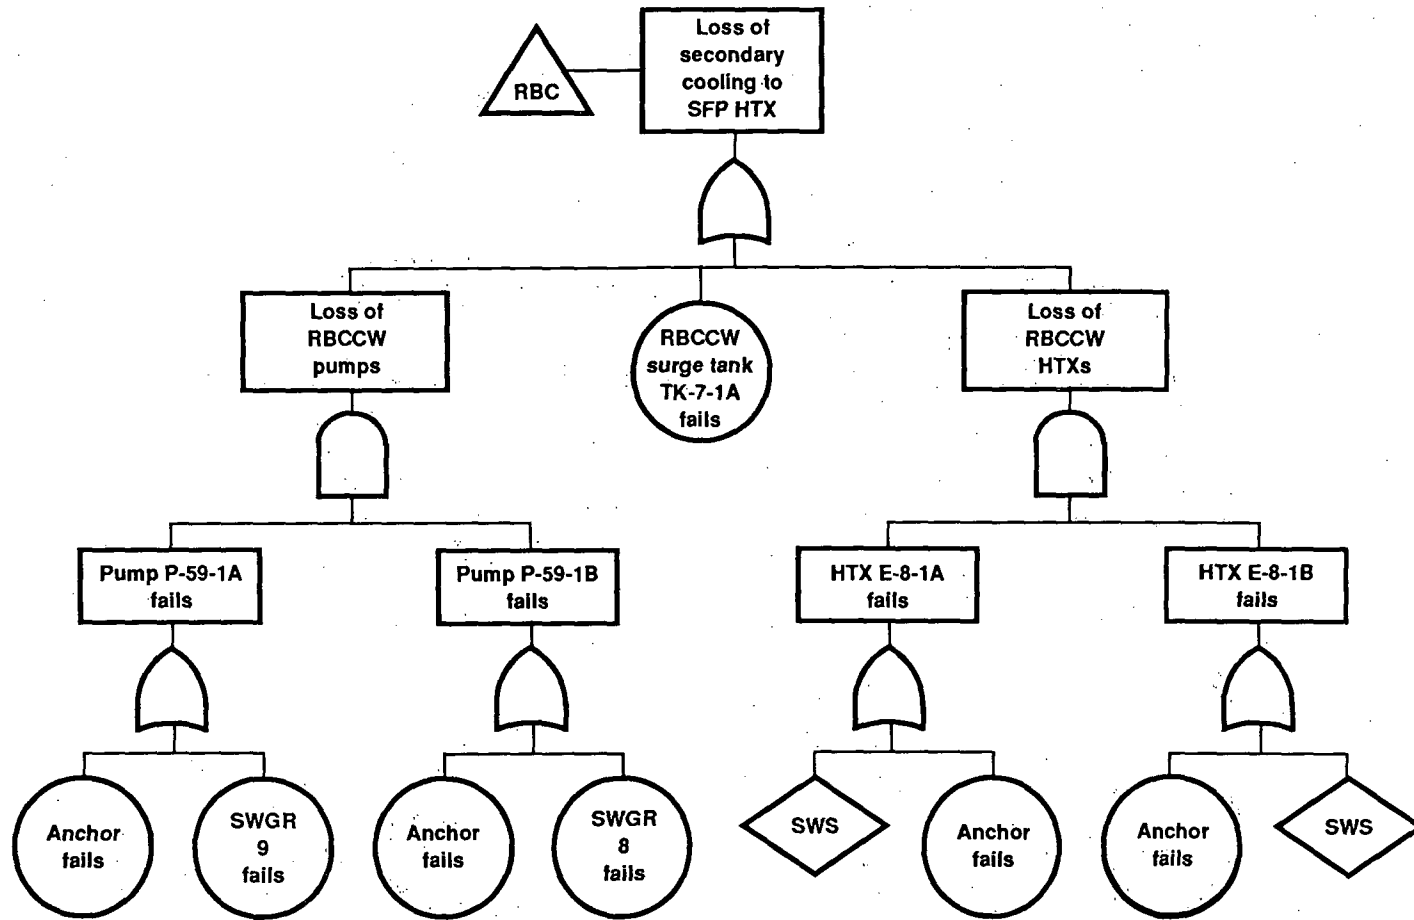 Loss of
secondary
cooling to
SFP HTX
RBC
Loss of
RBCCW
pumps
RBCCW
surge tank
TK-7-1A
fails
Loss of
RBCCW
HTXs
Pump P-59-1A
fails
Pump P-59-1B
fails
HTX E-8-1A
fails
HTX E-8-1B
fails
Anchor
fails
SWGR
9
fails
Anchor
fails
SWGR
8
fails
SWS
Anchor
fails
Anchor
fails
SWS